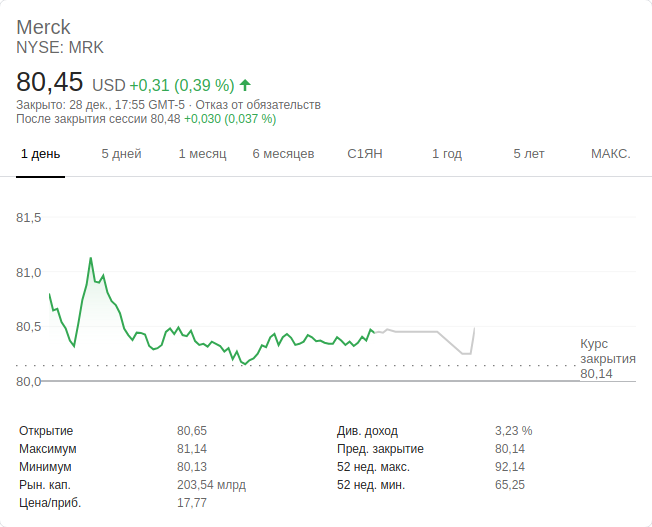 Merck
NYSE: MRK
80,45 USD +0,31 (0,39 %)
Закрыто: 28 дек., 17:55 GMT-5 · Отказ от обязательств
После закрытия сессии 80,48 +0,030 (0,037 %)
1 день 5 дней 1 месяц 6 месяцев С1ЯН 1 год 5 лет МАКС.
81,5
81,0
80,5
80,0
Курс
закрытия
80,14
Открытие 80,65 Див. доход 3,23 %
Максимум 81,14 Пред. закрытие 80,14
Минимум 80,13 52 нед. макс. 92,14
Рын. кап. 203,54 млрд 52 нед. мин. 65,25
Цена/приб. 17,77